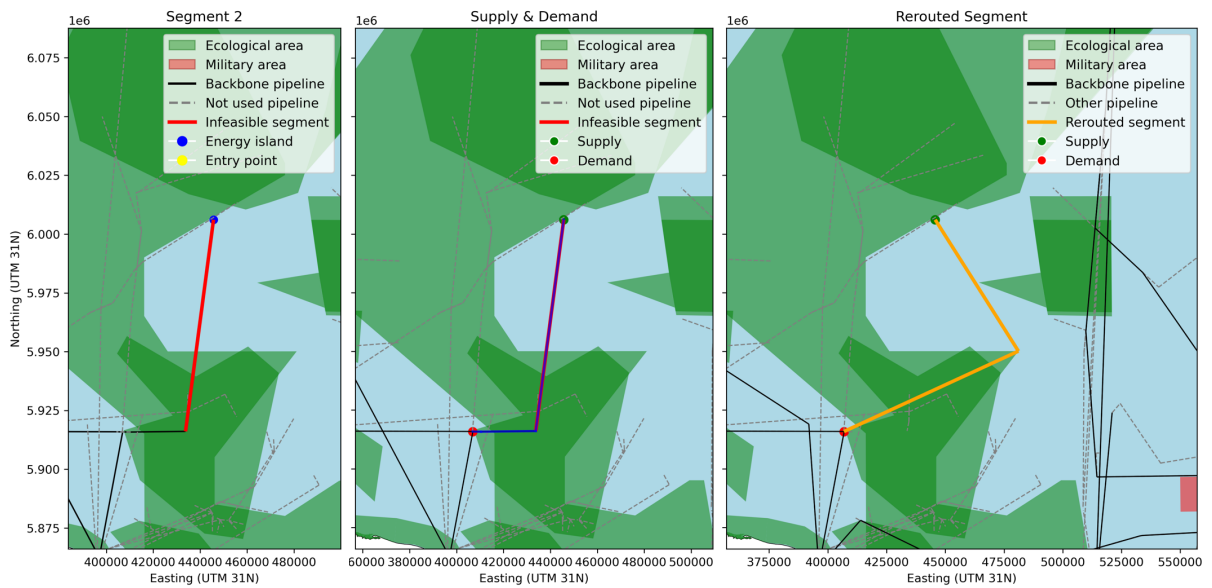 Segment 2
1e6
Ecological area
Military area
Backbone pipeline
Not used pipeline
Infeasible segment
Energy island
Entry point
6.075
6.050
6.025
6.000
5.975
5.950
5.925
5.900
5.875
Northing (UTM 31N)
400000 420000 440000 460000 480000
Easting (UTM 31N)
Supply & Demand
1e6
Ecological area
Military area
Backbone pipeline
Not used pipeline
Infeasible segment
Supply
Demand
360000 400000 420000 440000 460000 480000 500000
Easting (UTM 31N)
Rerouted Segment
1e6
Ecological area
Military area
Backbone pipeline
Other pipeline
Rerouted segment
Supply
Demand
375000 400000 425000 450000 475000 500000 525000 550000
Easting (UTM 31N)